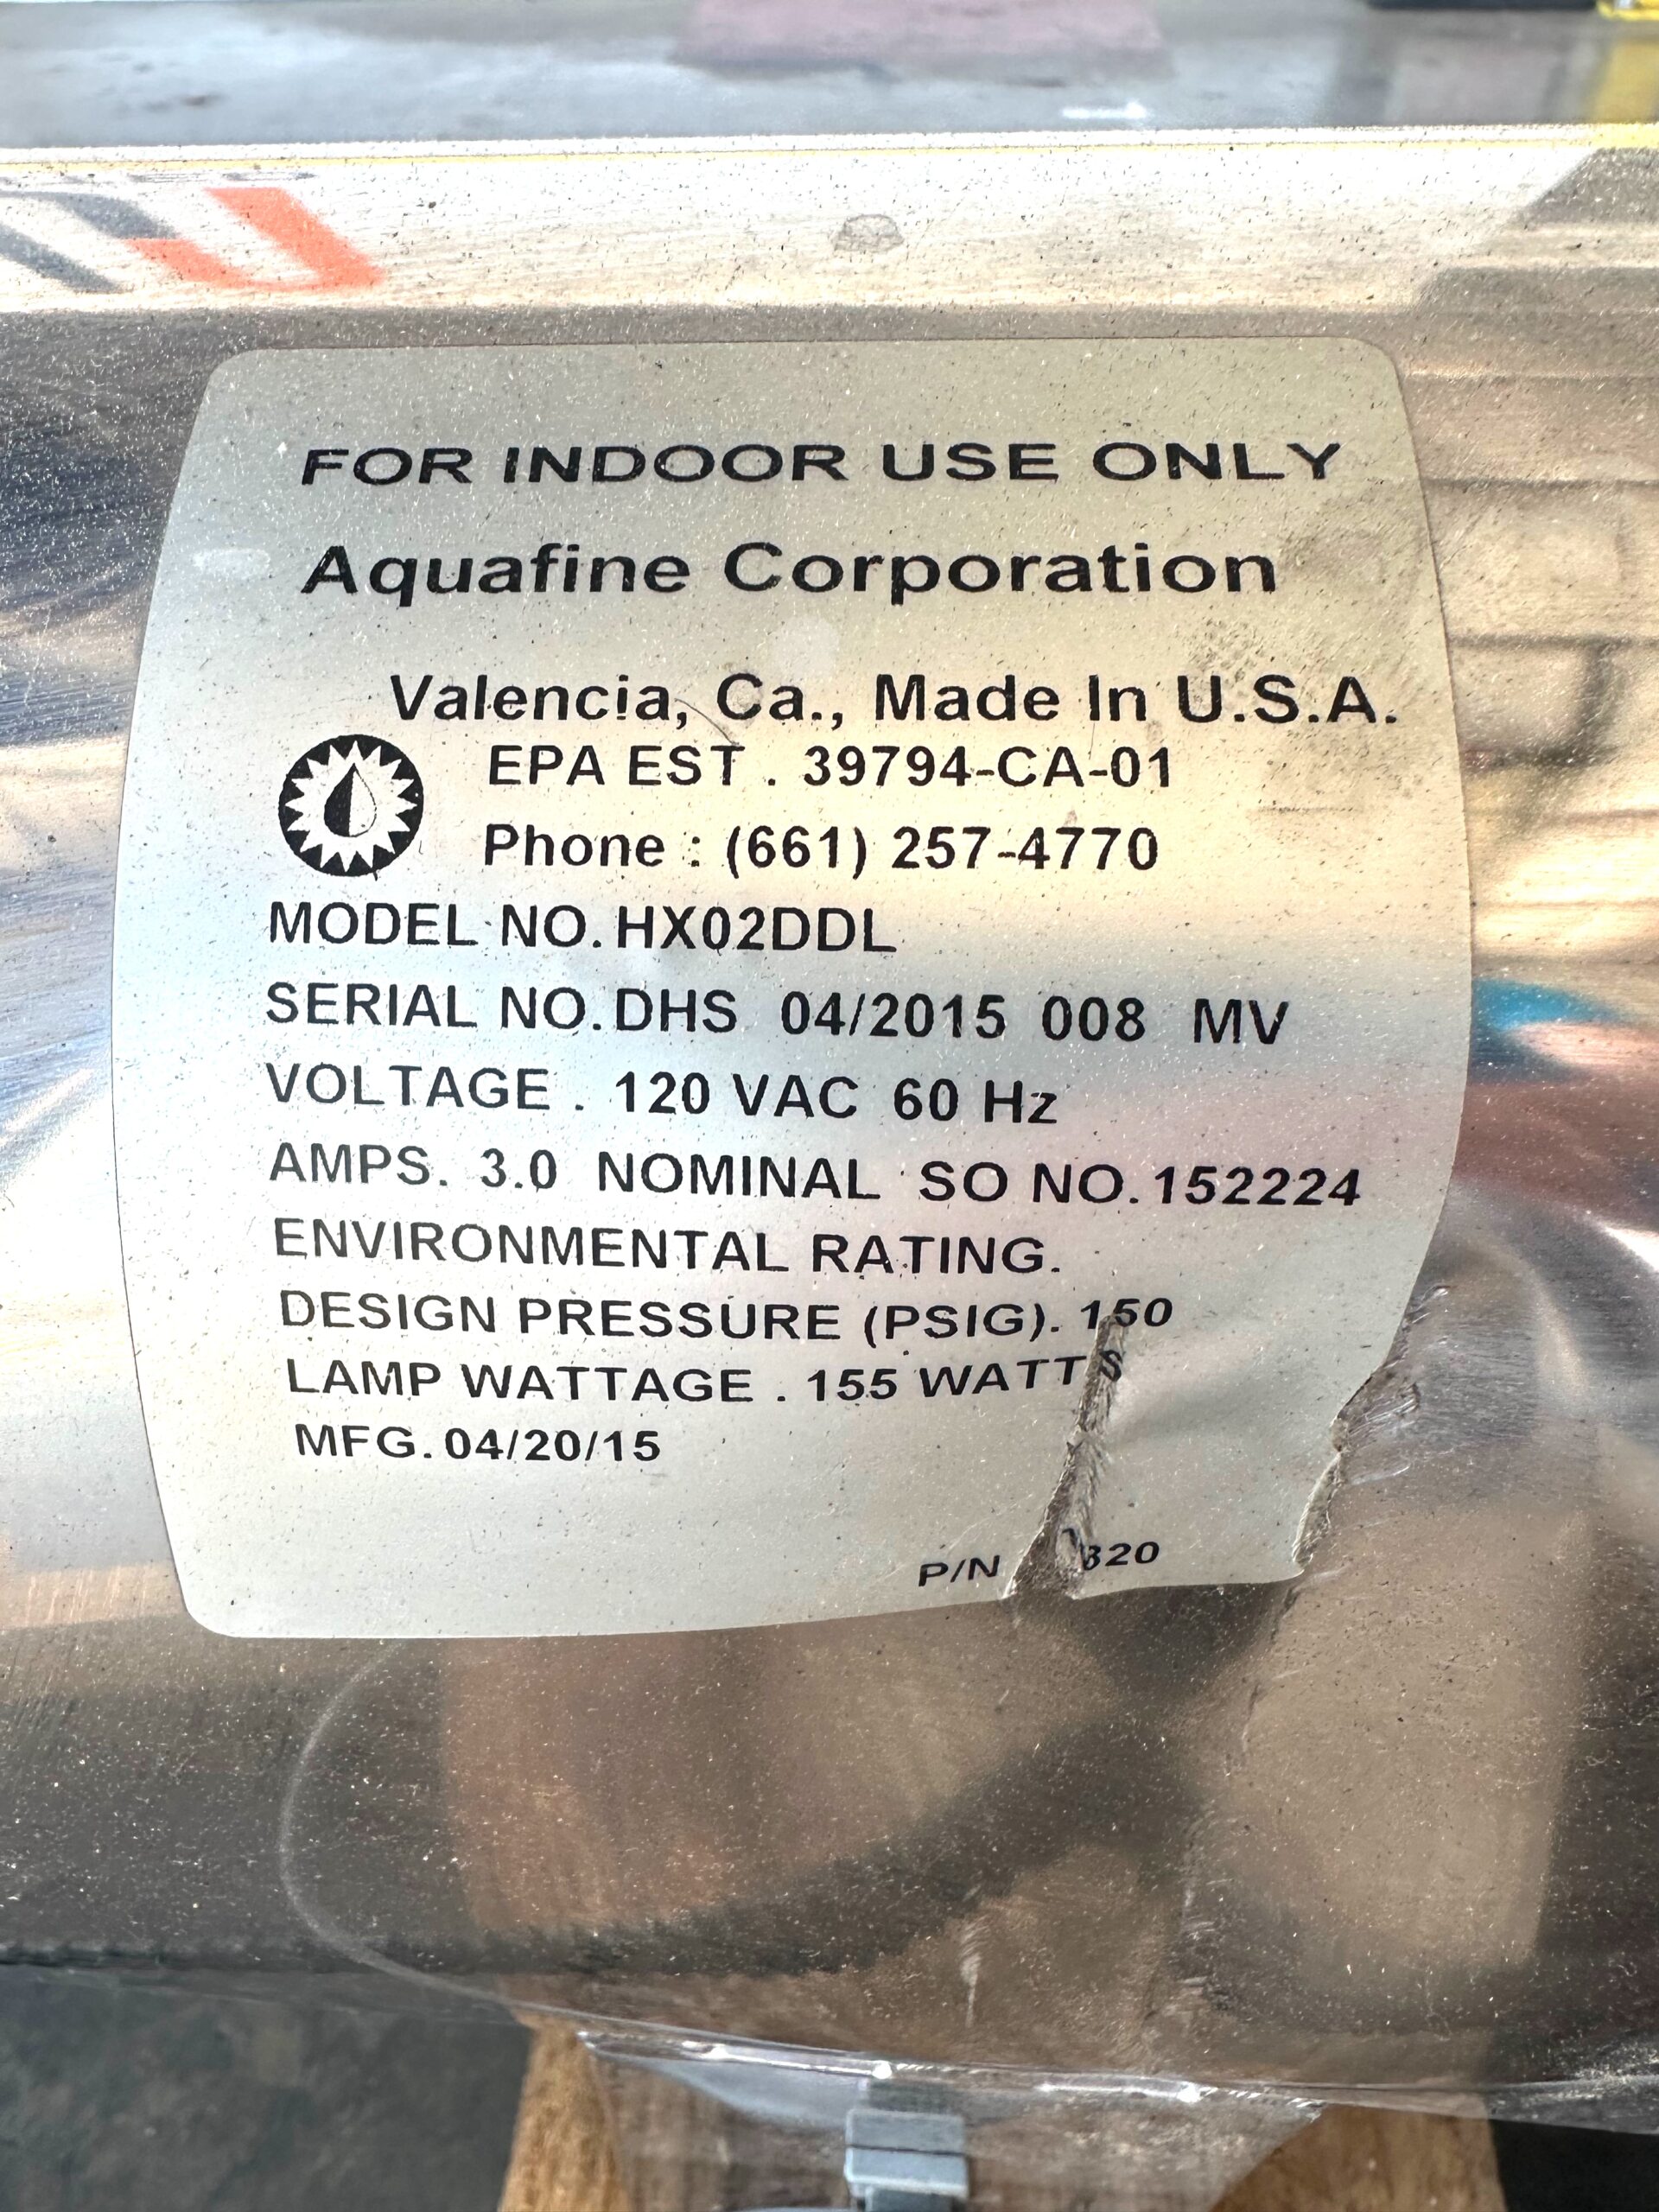 FOR INDOOR USE ONLY
Aquafine Corporation
Valencia, Ca., Made In U.S.A.
EPA EST . 39794-CA-01
Phone : (661) 257-4770
MODEL NO. HX02DDL
SERIAL NO. DHS 04/2015 008 MV
VOLTAGE . 120 VAC 60 Hz
AMPS. 3.0 NOMINAL SO NO. 152224
ENVIRONMENTAL RATING.
DESIGN PRESSURE (PSIG). 150
LAMP WATTAGE . 155 WATTS
MFG. 04/20/15
P/N